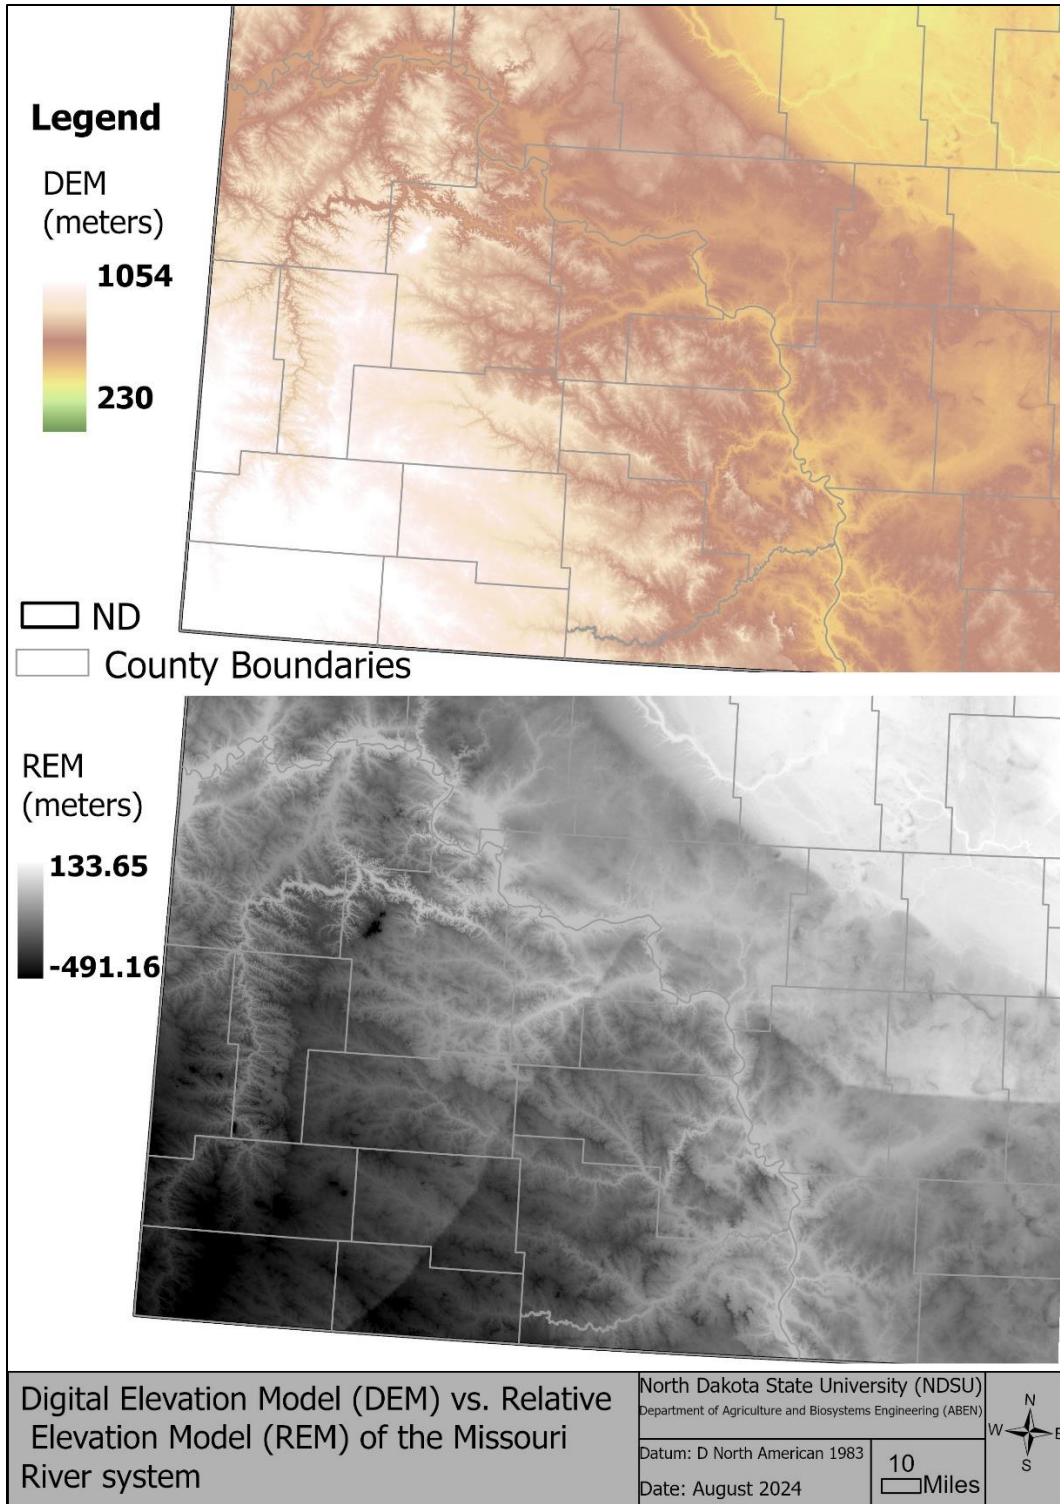 Legend
DEM
(meters)
1054
230
ND
County Boundaries
REM
(meters)
133.65
-491.16
Digital Elevation Model (DEM) vs. Relative
Elevation Model (REM) of the Missouri
River system
North Dakota State University (NDSU)
Department of Agriculture and Biosystems Engineering (ABEN)
Datum: D North American 1983
Date: August 2024
10
Miles
N
W
E
S